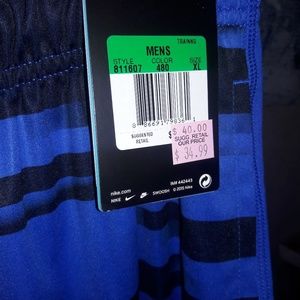 TRAINING
MENS
STYLE COLOR SIZE
811607 480 XL
SUGGESTED
RETAIL
$ 40.00
SUGG. RETAIL
OUR PRICE
$ 34.99
nike.com
NIKE SWOOSH © 2015 Nike